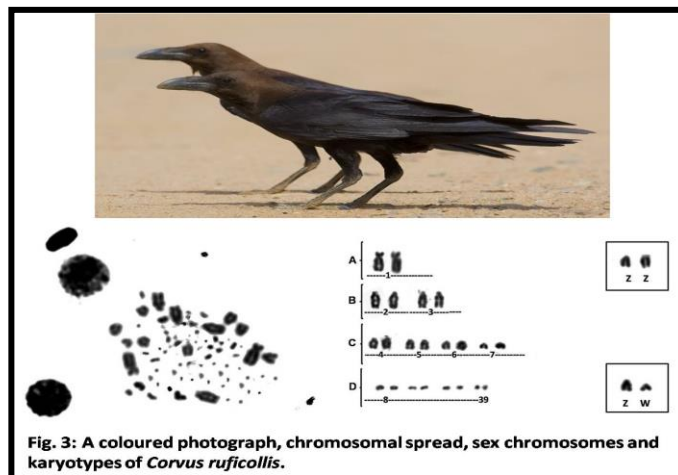 A
1
Z Z
B
2 3
C
4 5 6 7
D
8 39
Z W
Fig. 3: A coloured photograph, chromosomal spread, sex chromosomes and
karyotypes of Corvus ruficollis.